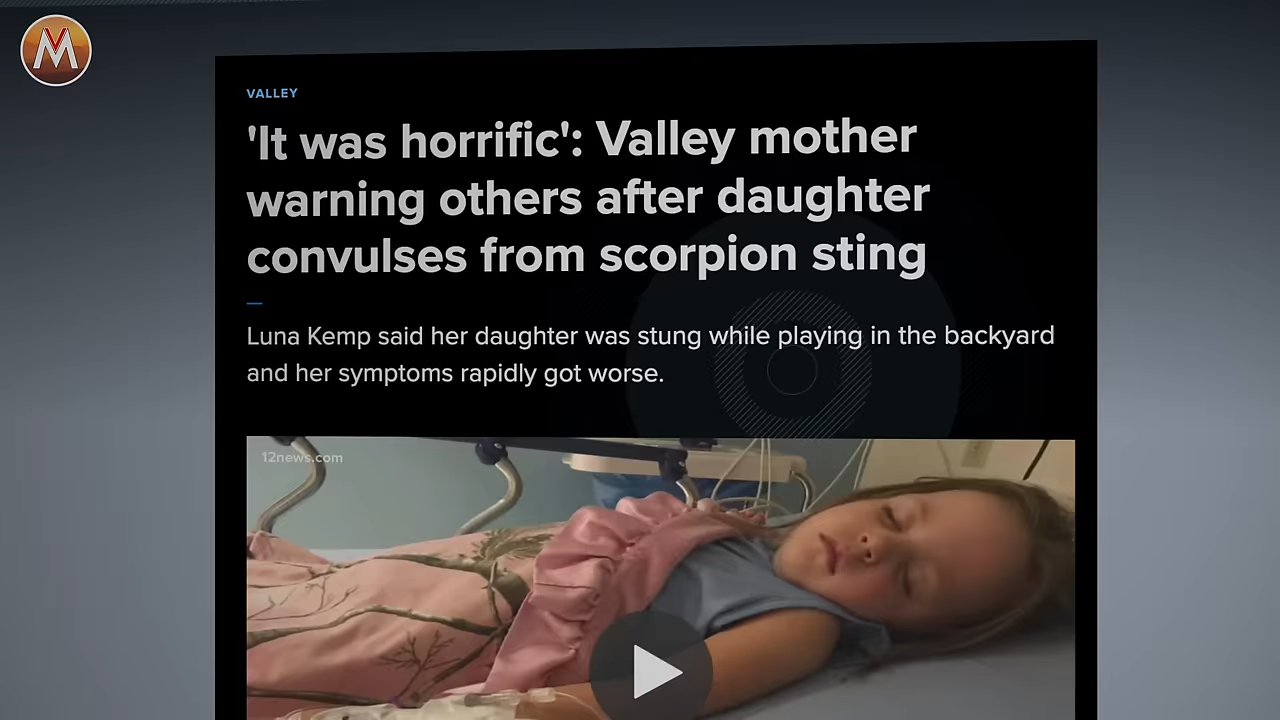 M
VALLEY
'It was horrific': Valley mother
warning others after daughter
convulses from scorpion sting
Luna Kemp said her daughter was stung while playing in the backyard
and her symptoms rapidly got worse.
12news.com